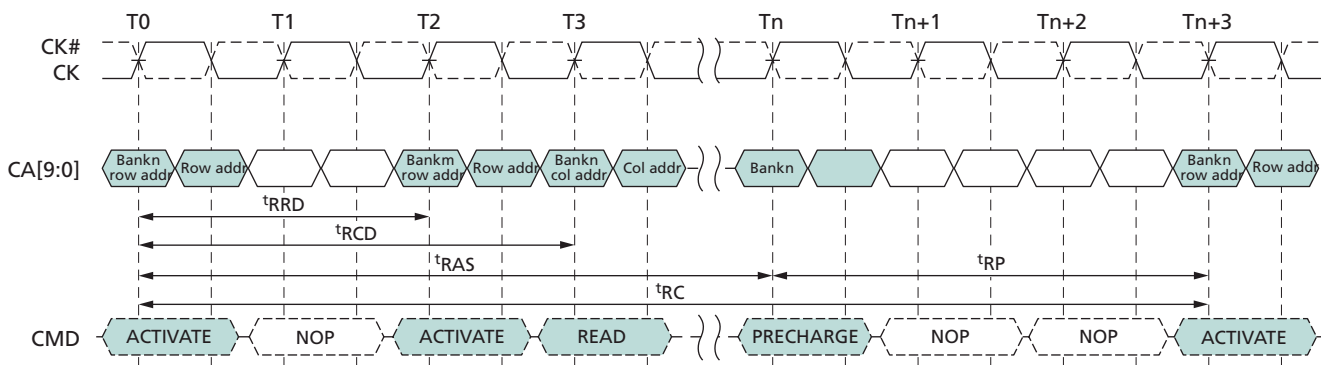 T0 T1 T2 T3 Tn Tn+1 Tn+2 Tn+3
CK#
CK
CA[9:0]
Bankn
row addr
Row addr
Bankm
row addr
Row addr
Bankn
col addr
Col addr
Bankn
Bankn
row addr
Row addr
tRRD
tRCD
tRAS
tRP
tRC
CMD ACTIVATE NOP ACTIVATE READ PRECHARGE NOP NOP ACTIVATE